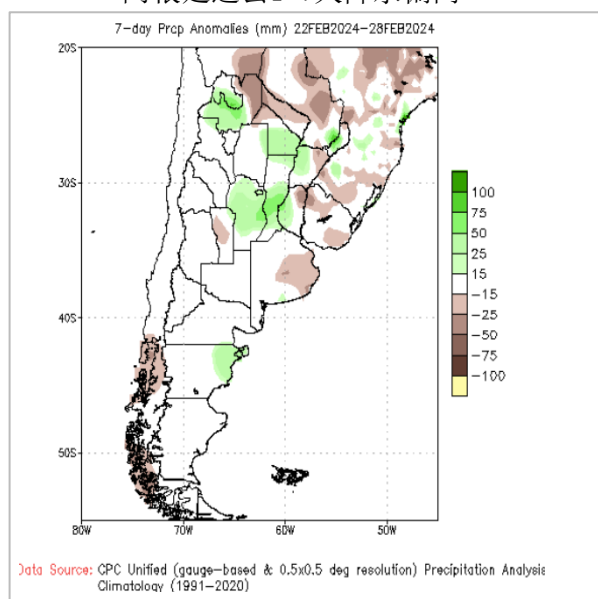 7-day Prcp Anomalies (mm) 22FEB2024–28FEB2024
20S
30S
40S
50S
80W
70W
60W
50W
100
75
50
25
15
−15
−25
−50
−75
−100
Data Source: CPC Unified (gauge-based & 0.5x0.5 deg resolution) Precipitation Analysis
Climatology (1991–2020)